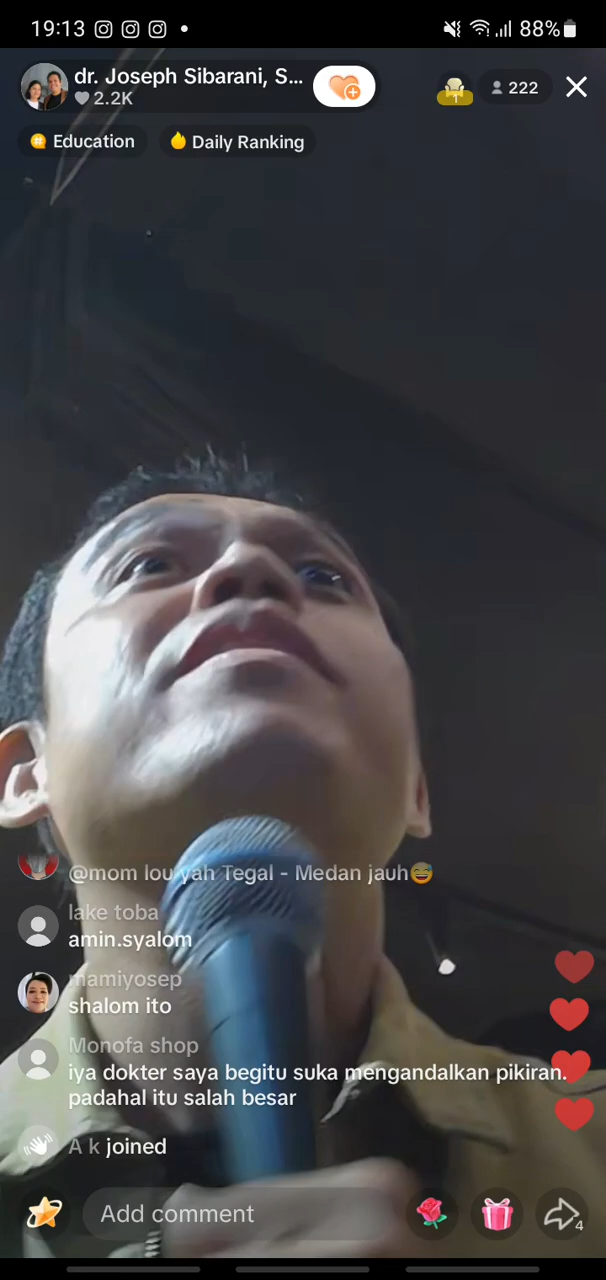 19:13
88%
dr. Joseph Sibarani, S...
2.2K
222
Education
Daily Ranking
1
@mom lou yah Tegal - Medan jauh😅
lake toba
amin.syalom
mamiyosep
shalom ito
Monofa shop
iya dokter saya begitu suka mengandalkan pikiran.
padahal itu salah besar
A k joined
Add comment
4